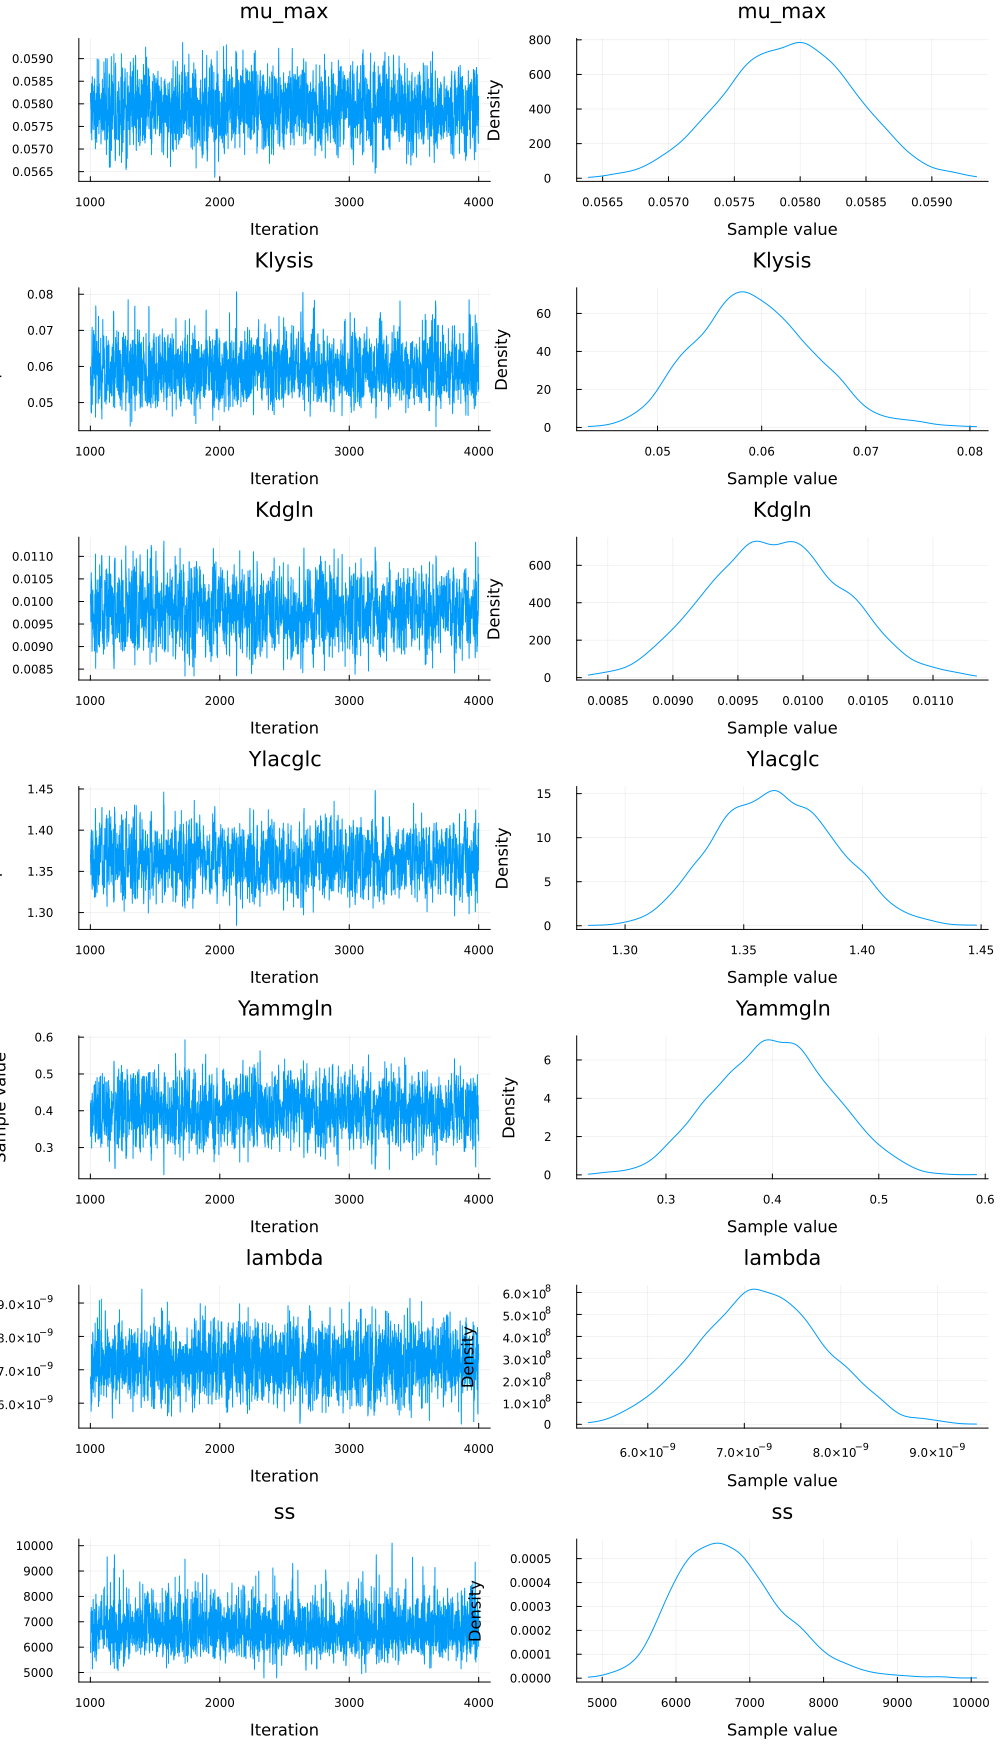 mu_max mu_max
0.0590
0.0585
0.0580
0.0575
0.0570
0.0565
1000 2000 3000 4000
Iteration
Density
800
600
400
200
0
0.0565 0.0570 0.0575 0.0580 0.0585 0.0590
Sample value
Klysis Klysis
0.08
0.07
0.06
0.05
1000 2000 3000 4000
Iteration
Density
60
40
20
0
0.05 0.06 0.07 0.08
Sample value
Kdgln Kdgln
0.0110
0.0105
0.0100
0.0095
0.0090
0.0085
1000 2000 3000 4000
Iteration
Density
600
400
200
0
0.0085 0.0090 0.0095 0.0100 0.0105 0.0110
Sample value
Ylacglc Ylacglc
1.45
1.40
1.35
1.30
1000 2000 3000 4000
Iteration
Density
15
10
5
0
1.30 1.35 1.40 1.45
Sample value
Yammgln Yammgln
Sample value
0.6
0.5
0.4
0.3
1000 2000 3000 4000
Iteration
Density
6
4
2
0
0.3 0.4 0.5 0.6
Sample value
lambda lambda
9.0×10⁻⁹
8.0×10⁻⁹
7.0×10⁻⁹
6.0×10⁻⁹
1000 2000 3000 4000
Iteration
Density
6.0×10⁸
5.0×10⁸
4.0×10⁸
3.0×10⁸
2.0×10⁸
1.0×10⁸
0
6.0×10⁻⁹ 7.0×10⁻⁹ 8.0×10⁻⁹ 9.0×10⁻⁹
Sample value
ss ss
10000
9000
8000
7000
6000
5000
1000 2000 3000 4000
Iteration
Density
0.0005
0.0004
0.0003
0.0002
0.0001
0.0000
5000 6000 7000 8000 9000 10000
Sample value